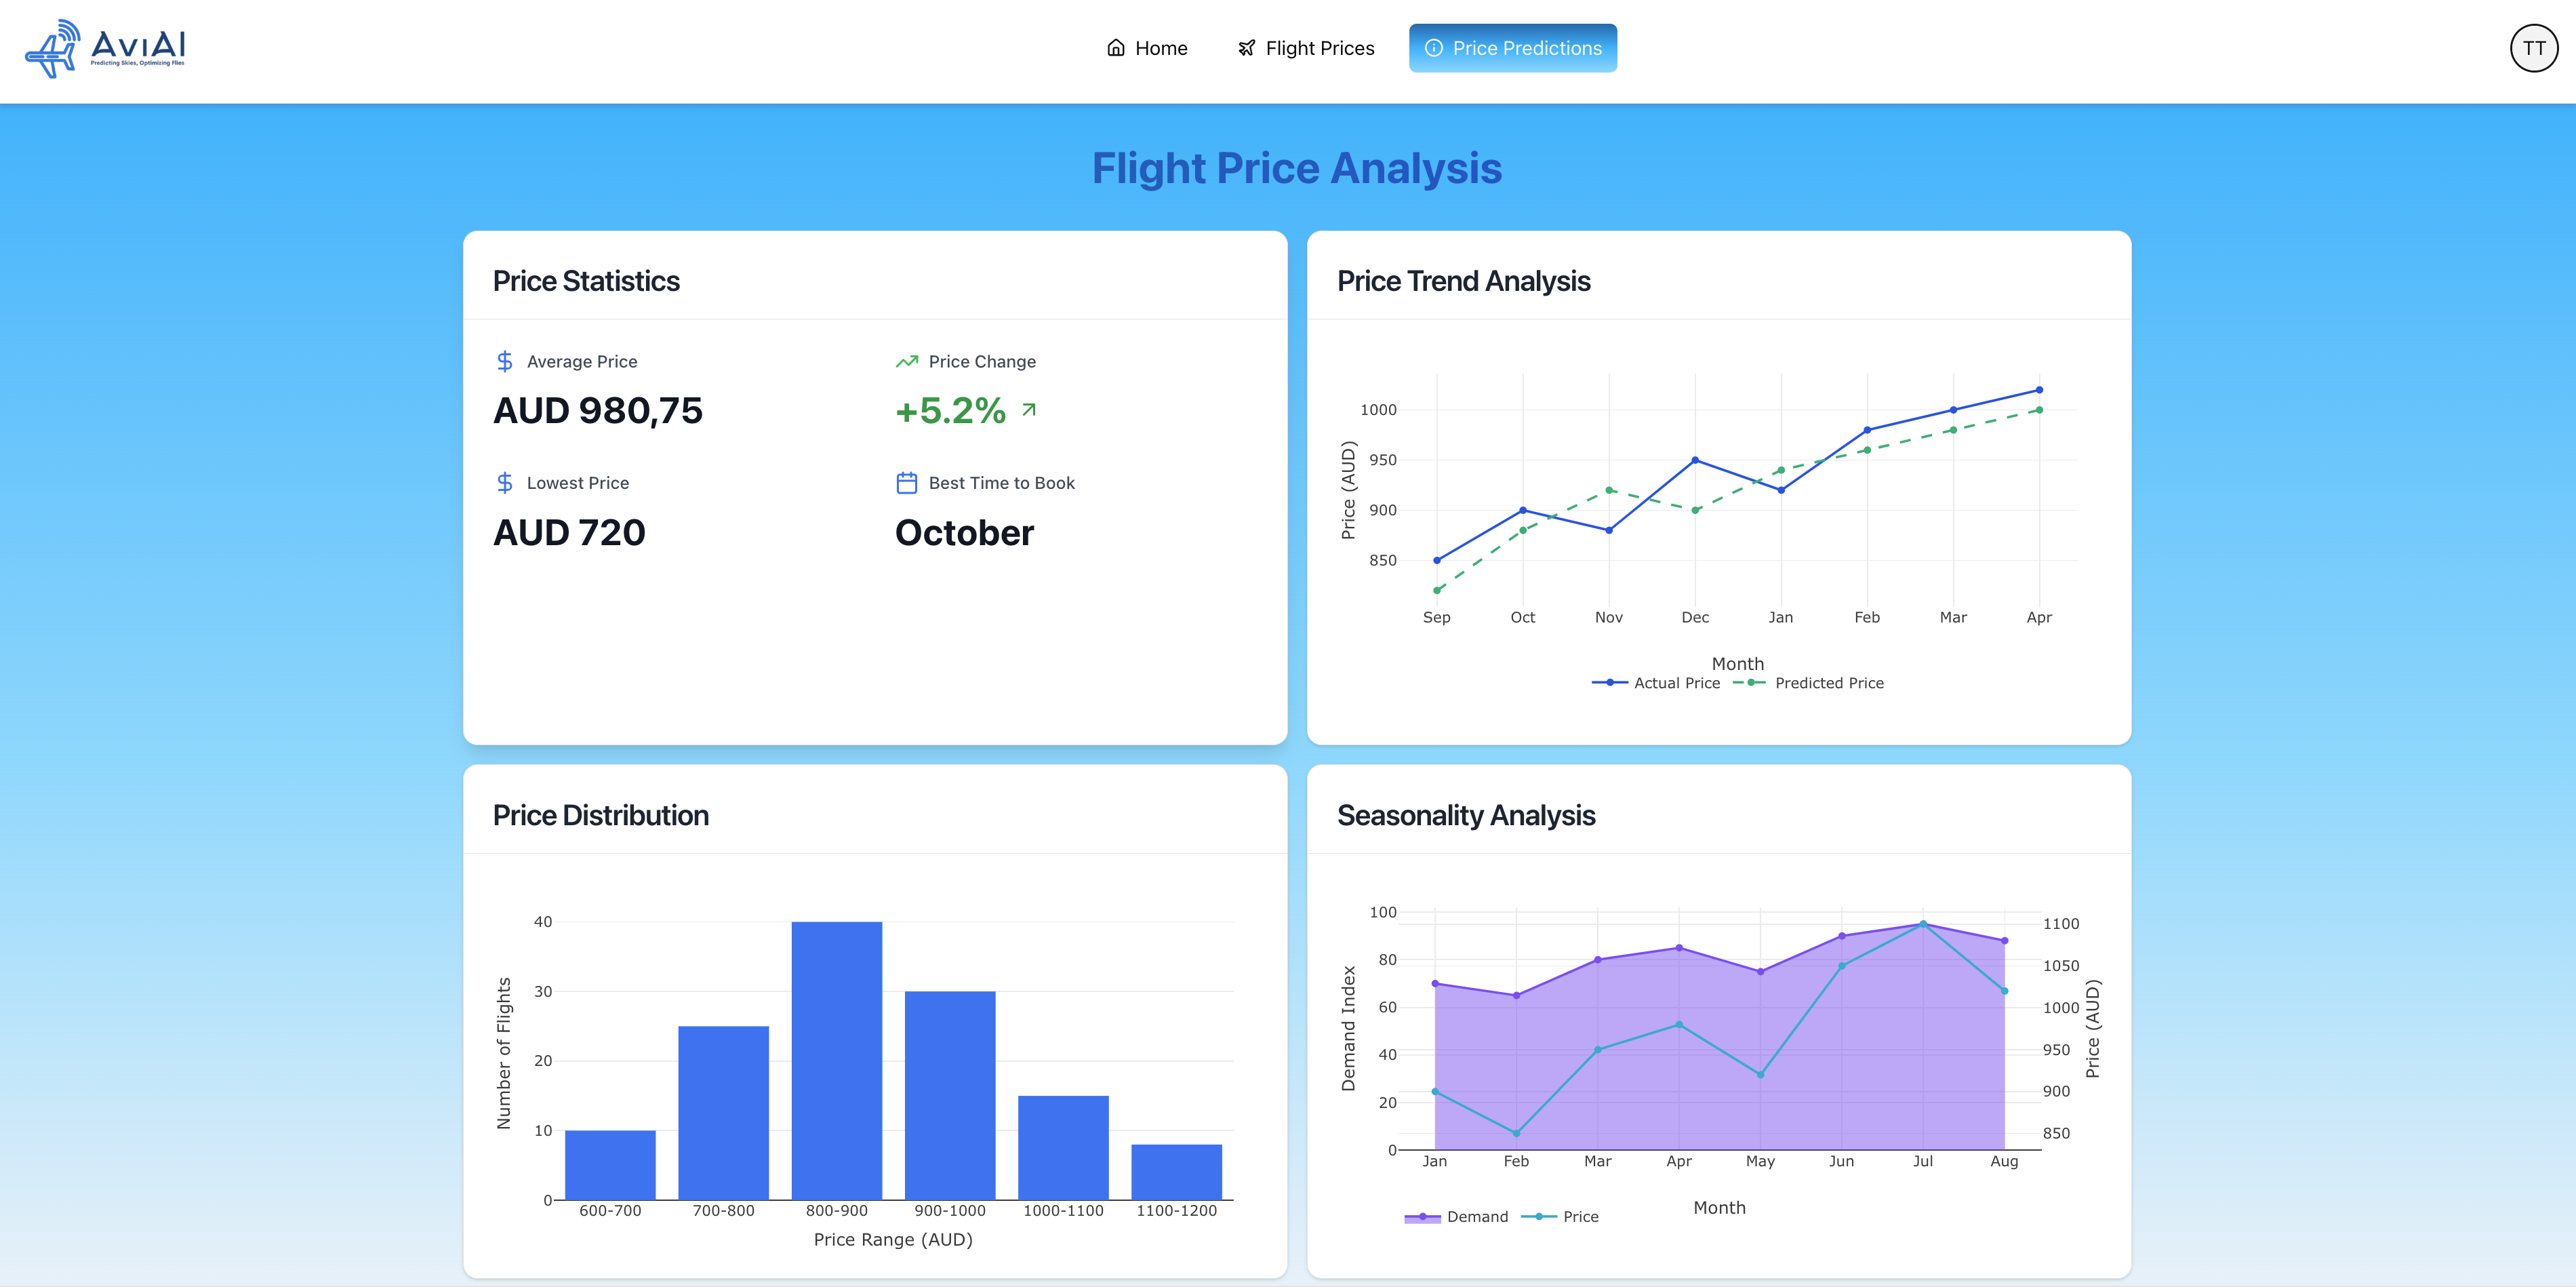 AviAI
Predicting Skies, Optimizing Flies
Home
Flight Prices
Price Predictions
TT
Flight Price Analysis
Price Statistics
Average Price
AUD 980,75
Price Change
+5.2%
Lowest Price
AUD 720
Best Time to Book
October
Price Trend Analysis
Price (AUD)
1000
950
900
850
Sep Oct Nov Dec Jan Feb Mar Apr
Month
Actual Price Predicted Price
Price Distribution
Number of Flights
40
30
20
10
0
600-700 700-800 800-900 900-1000 1000-1100 1100-1200
Price Range (AUD)
Seasonality Analysis
Demand Index
100
80
60
40
20
0
1100
1050
1000
950
900
850
Price (AUD)
Jan Feb Mar Apr May Jun Jul Aug
Month
Demand Price